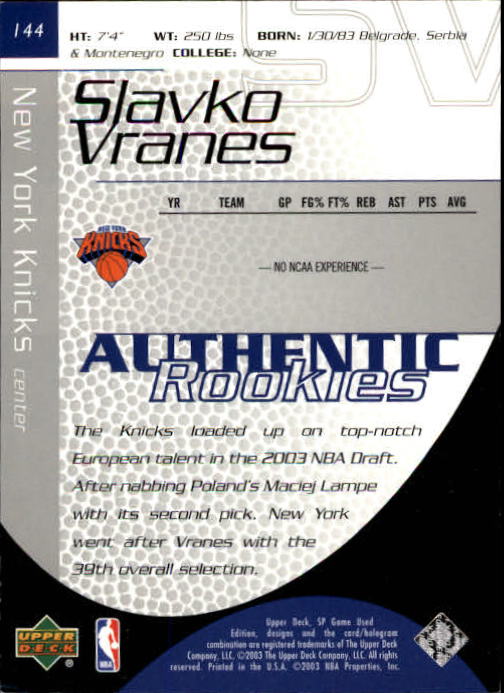 144
HT: 7'4" WT: 250 lbs BORN: 1/30/83 Belgrade, Serbia
& Montenegro COLLEGE: None
SV
Slavko
Vranes
New York Knicks center
YR TEAM GP FG% FT% REB AST PTS AVG
NEW YORK
KNICKS
— NO NCAA EXPERIENCE —
AUTHENTIC
Rookies
The Knicks loaded up on top-notch
European talent in the 2003 NBA Draft.
After nabbing Poland's Maciej Lampe
with its second pick, New York
went after Vranes with the
39th overall selection.
UPPER
DECK
®
NBA
Upper Deck, SP Game Used
Edition, designs and the card/hologram
combination are registered trademarks of The Upper Deck
Company, LLC. ©2003 The Upper Deck Company, LLC. All rights
reserved. Printed in the U.S.A. ©2003 NBA Properties, Inc.